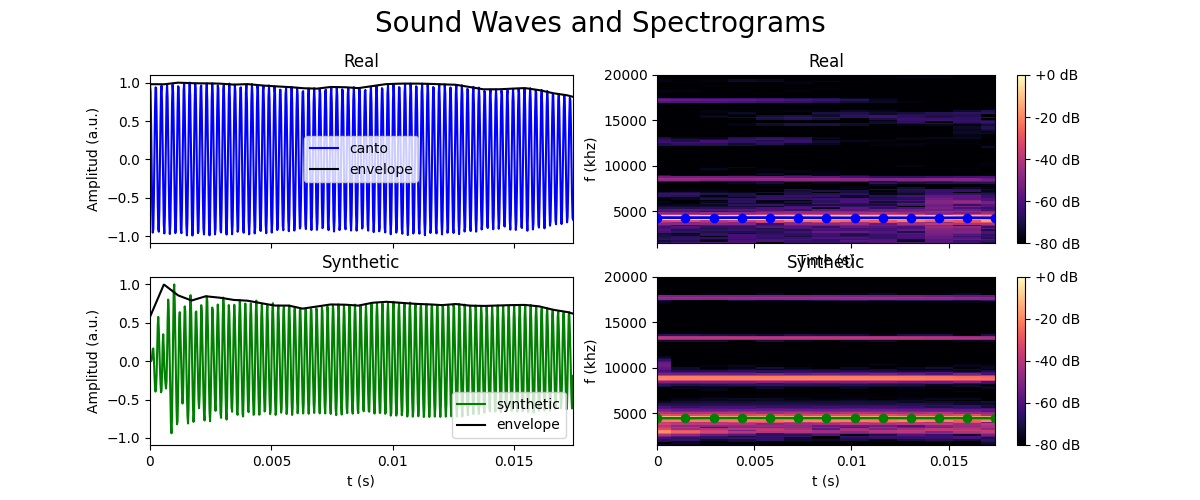 Sound Waves and Spectrograms
Real
1.0
0.5
0.0
−0.5
−1.0
Amplitud (a.u.)
canto
envelope
Real
20000
15000
10000
5000
f (khz)
Time (s)
+0 dB
-20 dB
-40 dB
-60 dB
-80 dB
Synthetic
1.0
0.5
0.0
−0.5
−1.0
Amplitud (a.u.)
synthetic
envelope
0
0.005
0.01
0.015
t (s)
Synthetic
20000
15000
10000
5000
f (khz)
0
0.005
0.01
0.015
t (s)
+0 dB
-20 dB
-40 dB
-60 dB
-80 dB